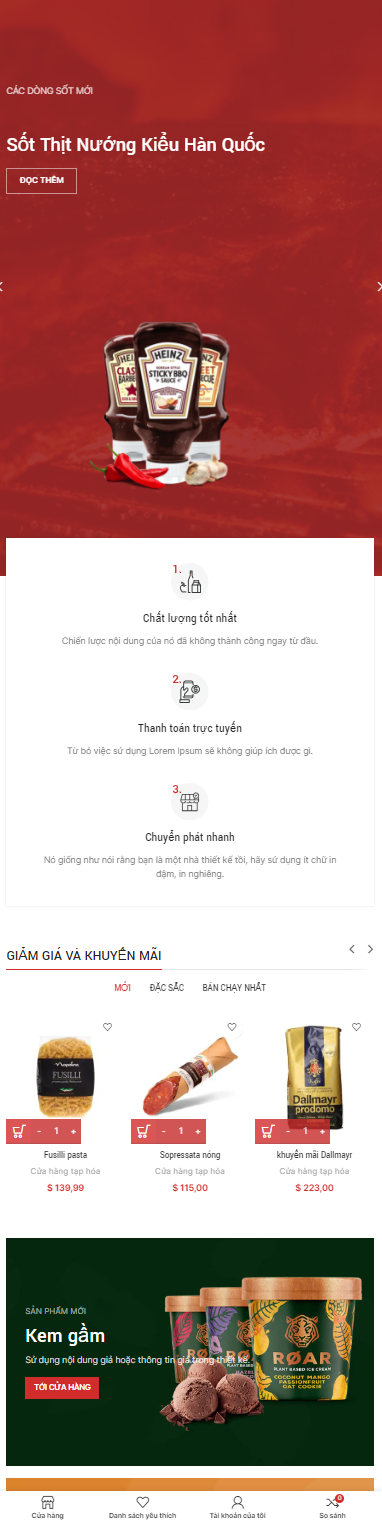 CÁC DÒNG SỐT MỚI
Sốt Thịt Nướng Kiểu Hàn Quốc
ĐỌC THÊM
HEINZ
KOREAN STYLE
STICKY BBQ
SAUCE
1.
Chất lượng tốt nhất
Chiến lược nội dung của nó đã không thành công ngay từ đầu.
2.
Thanh toán trực tuyến
Từ bỏ việc sử dụng Lorem Ipsum sẽ không giúp ích được gì.
3.
Chuyển phát nhanh
Nó giống như nói rằng bạn là một nhà thiết kế tồi, hãy sử dụng ít chữ in
đậm, in nghiêng.
GIẢM GIÁ VÀ KHUYẾN MÃI
MỚI ĐẶC SẮC BÁN CHẠY NHẤT
FUSILLI
Dallmayr
prodomo
- 1 + - 1 + - 1 +
Fusilli pasta Sopressata nóng khuyến mãi Dallmayr
Cửa hàng tạp hóa Cửa hàng tạp hóa Cửa hàng tạp hóa
$ 139,99 $ 115,00 $ 223,00
SẢN PHẨM MỚI
Kem gầm
Sử dụng nội dung giả hoặc thông tin giả trong thiết kế.
TỚI CỬA HÀNG
ROAR
PLANT BASED ICE CREAM
COCONUT MANGO
PASSIONFRUIT
OAT COOKIE
0
Cửa hàng Danh sách yêu thích Tài khoản của tôi So sánh